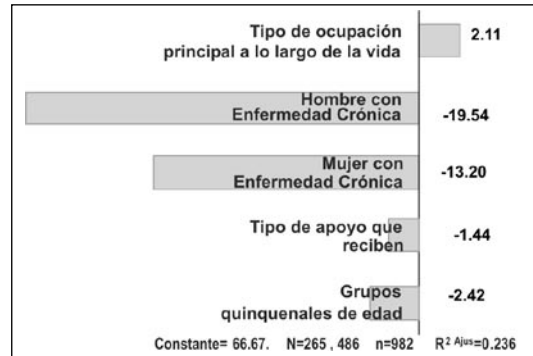 Tipo de ocupación
principal a lo largo de la vida
2.11
Hombre con
Enfermedad Crónica
-19.54
Mujer con
Enfermedad Crónica
-13.20
Tipo de apoyo que
reciben
-1.44
Grupos
quinquenales de edad
-2.42
Constante= 66.67. N=265 , 486 n=982 R² Ajus=0.236